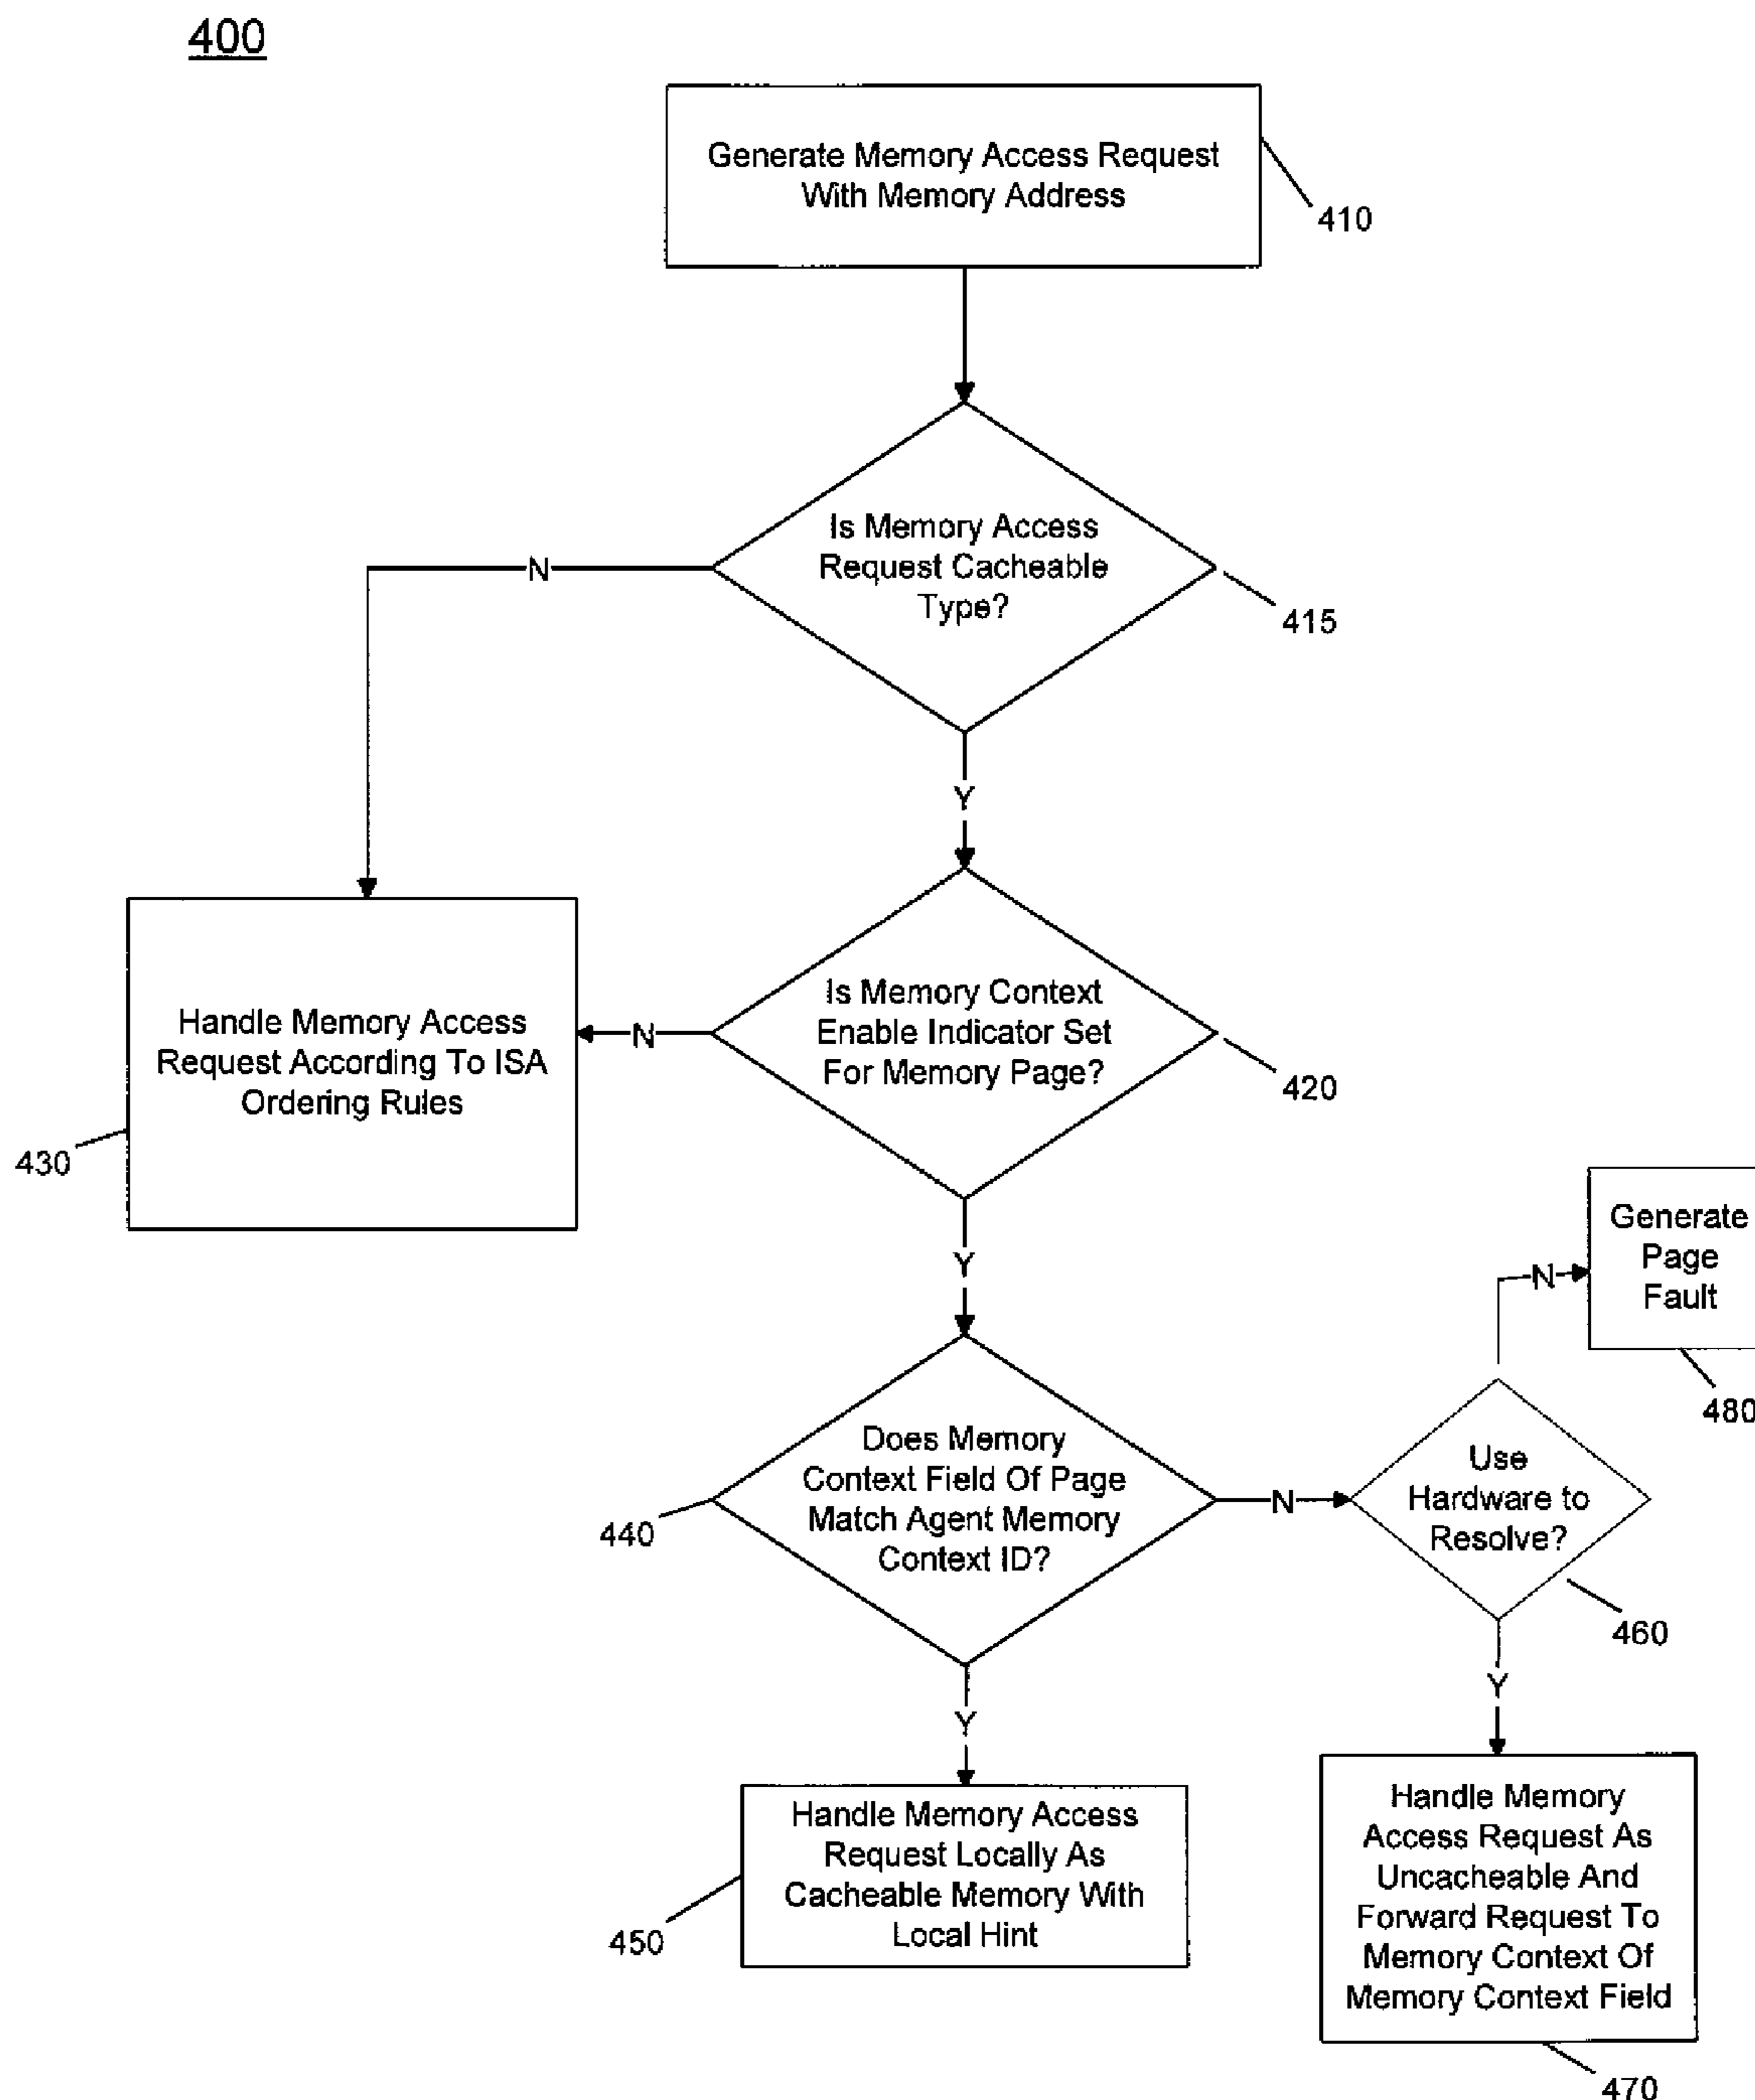 400
Generate Memory Access Request
With Memory Address
410
Is Memory Access
Request Cacheable
Type?
415
N
Y
Handle Memory Access
Request According To ISA
Ordering Rules
430
Is Memory Context
Enable Indicator Set
For Memory Page?
420
N
Y
Does Memory
Context Field Of Page
Match Agent Memory
Context ID?
440
N
Y
Use
Hardware to
Resolve?
460
N
Generate
Page
Fault
480
Y
Handle Memory Access
Request Locally As
Cacheable Memory With
Local Hint
450
Handle Memory
Access Request As
Uncacheable And
Forward Request To
Memory Context Of
Memory Context Field
470